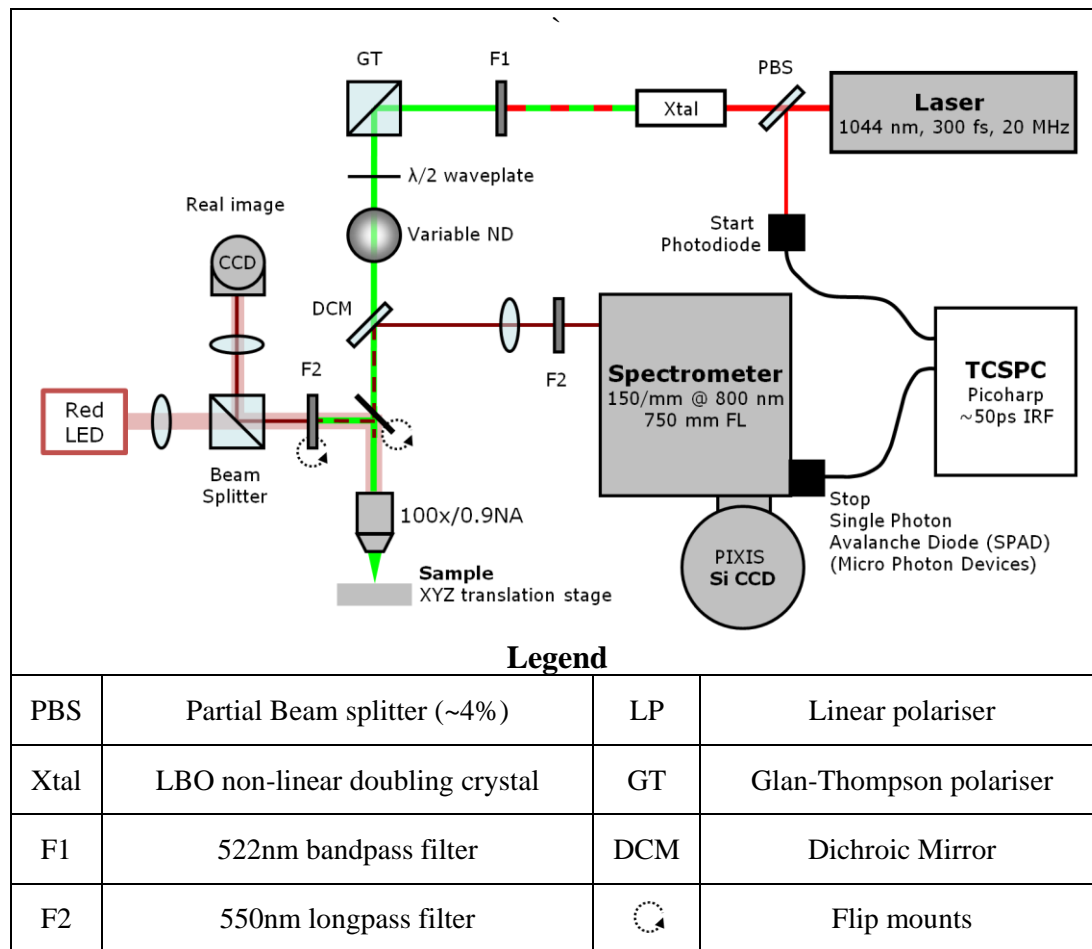 `
GT
F1
PBS
Xtal
Laser
1044 nm, 300 fs, 20 MHz
λ/2 waveplate
Real image
CCD
Variable ND
Start
Photodiode
DCM
F2
F2
Spectrometer
150/mm @ 800 nm
750 mm FL
TCSPC
Picoharp
~50ps IRF
Red
LED
Beam
Splitter
100x/0.9NA
Sample
XYZ translation stage
PIXIS
Si CCD
Stop
Single Photon
Avalanche Diode (SPAD)
(Micro Photon Devices)
Legend
PBS Partial Beam splitter (~4%) LP Linear polariser
Xtal LBO non-linear doubling crystal GT Glan-Thompson polariser
F1 522nm bandpass filter DCM Dichroic Mirror
F2 550nm longpass filter Flip mounts